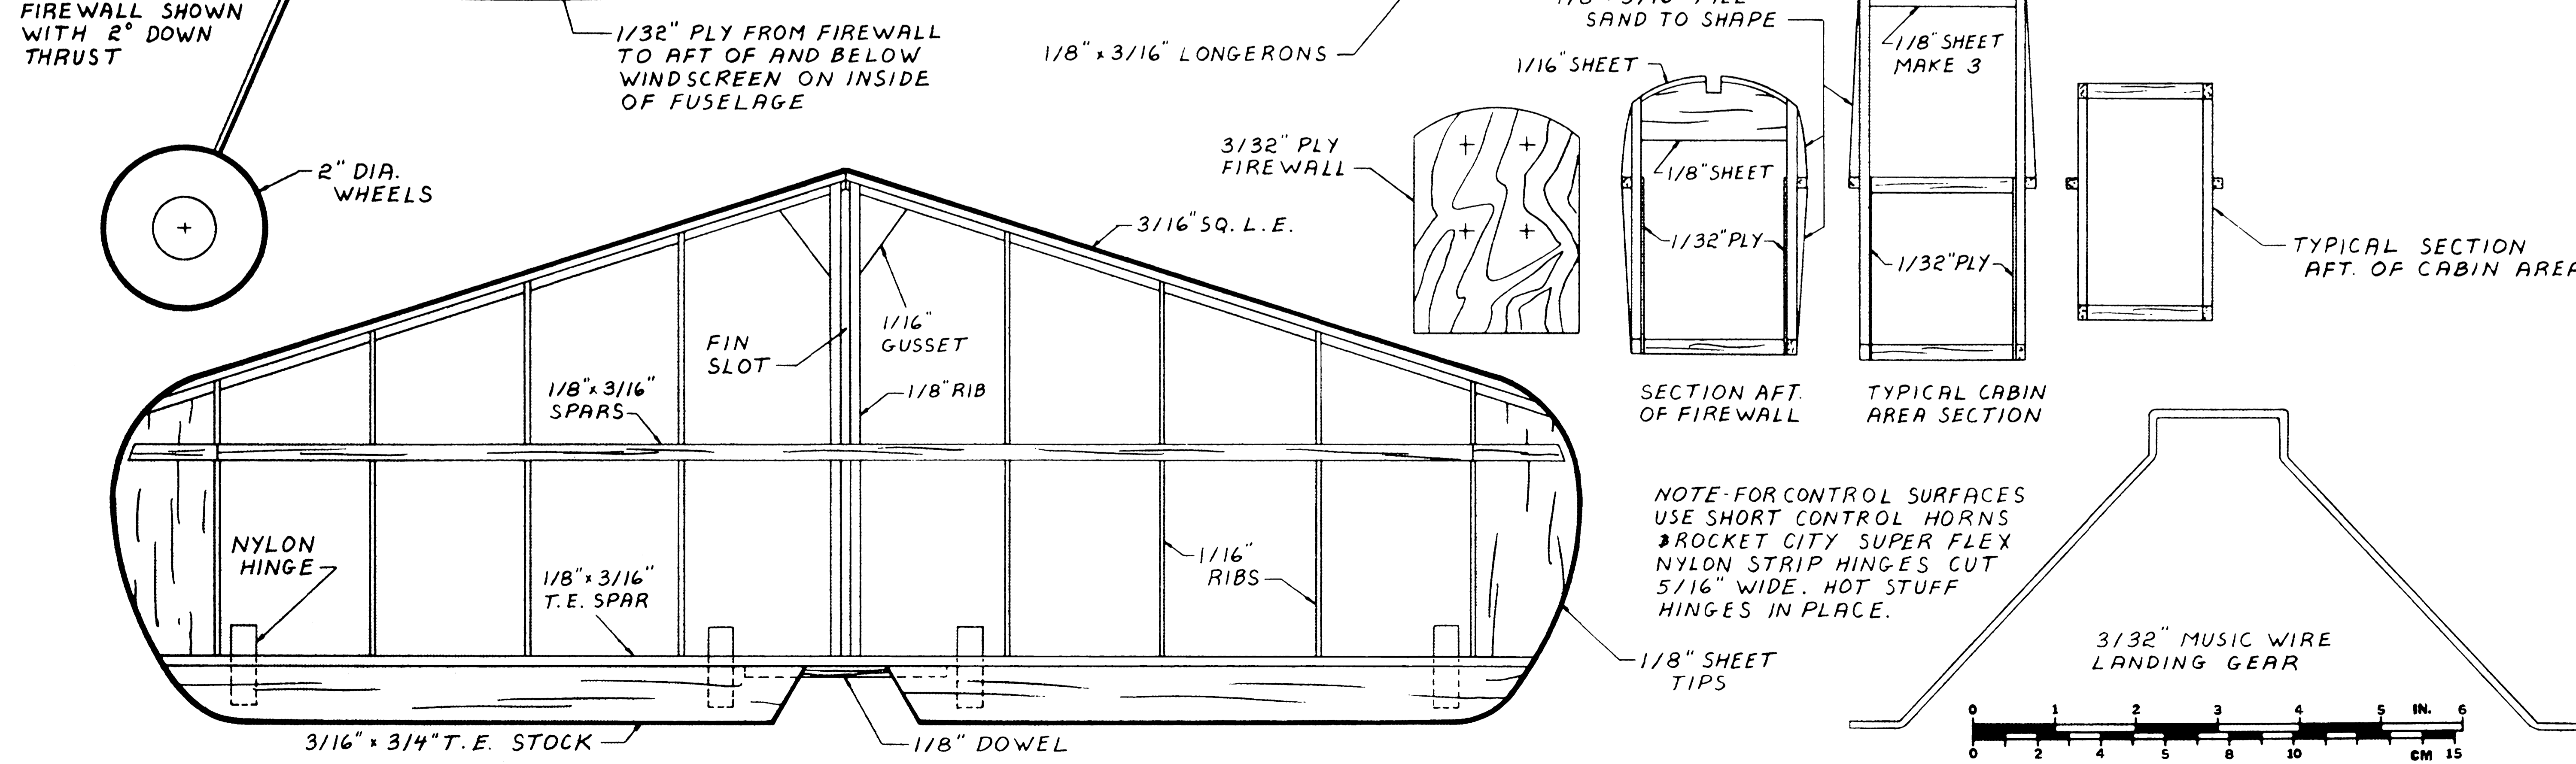 FIREWALL SHOWN
WITH 2° DOWN
THRUST
1/32" PLY FROM FIREWALL
TO AFT OF AND BELOW
WINDSCREEN ON INSIDE
OF FUSELAGE
1/8" x 3/16" LONGERONS
SAND TO SHAPE
1/16" SHEET
1/8" SHEET
MAKE 3
2" DIA.
WHEELS
3/32" PLY
FIREWALL
1/8" SHEET
3/16" SQ. L.E.
1/32" PLY
1/32" PLY
TYPICAL SECTION
AFT. OF CABIN AREA
FIN
SLOT
1/16"
GUSSET
1/8" x 3/16"
SPARS
1/8" RIB
SECTION AFT.
OF FIREWALL
TYPICAL CABIN
AREA SECTION
NOTE-FOR CONTROL SURFACES
USE SHORT CONTROL HORNS
& ROCKET CITY SUPER FLEX
NYLON STRIP HINGES CUT
5/16" WIDE. HOT STUFF
HINGES IN PLACE.
NYLON
HINGE
1/8" x 3/16"
T.E. SPAR
1/16"
RIBS
1/8" SHEET
TIPS
3/32" MUSIC WIRE
LANDING GEAR
3/16" x 3/4" T.E. STOCK
1/8" DOWEL
0 1 2 3 4 5 IN. 6
0 2 4 5 8 10 CM 15